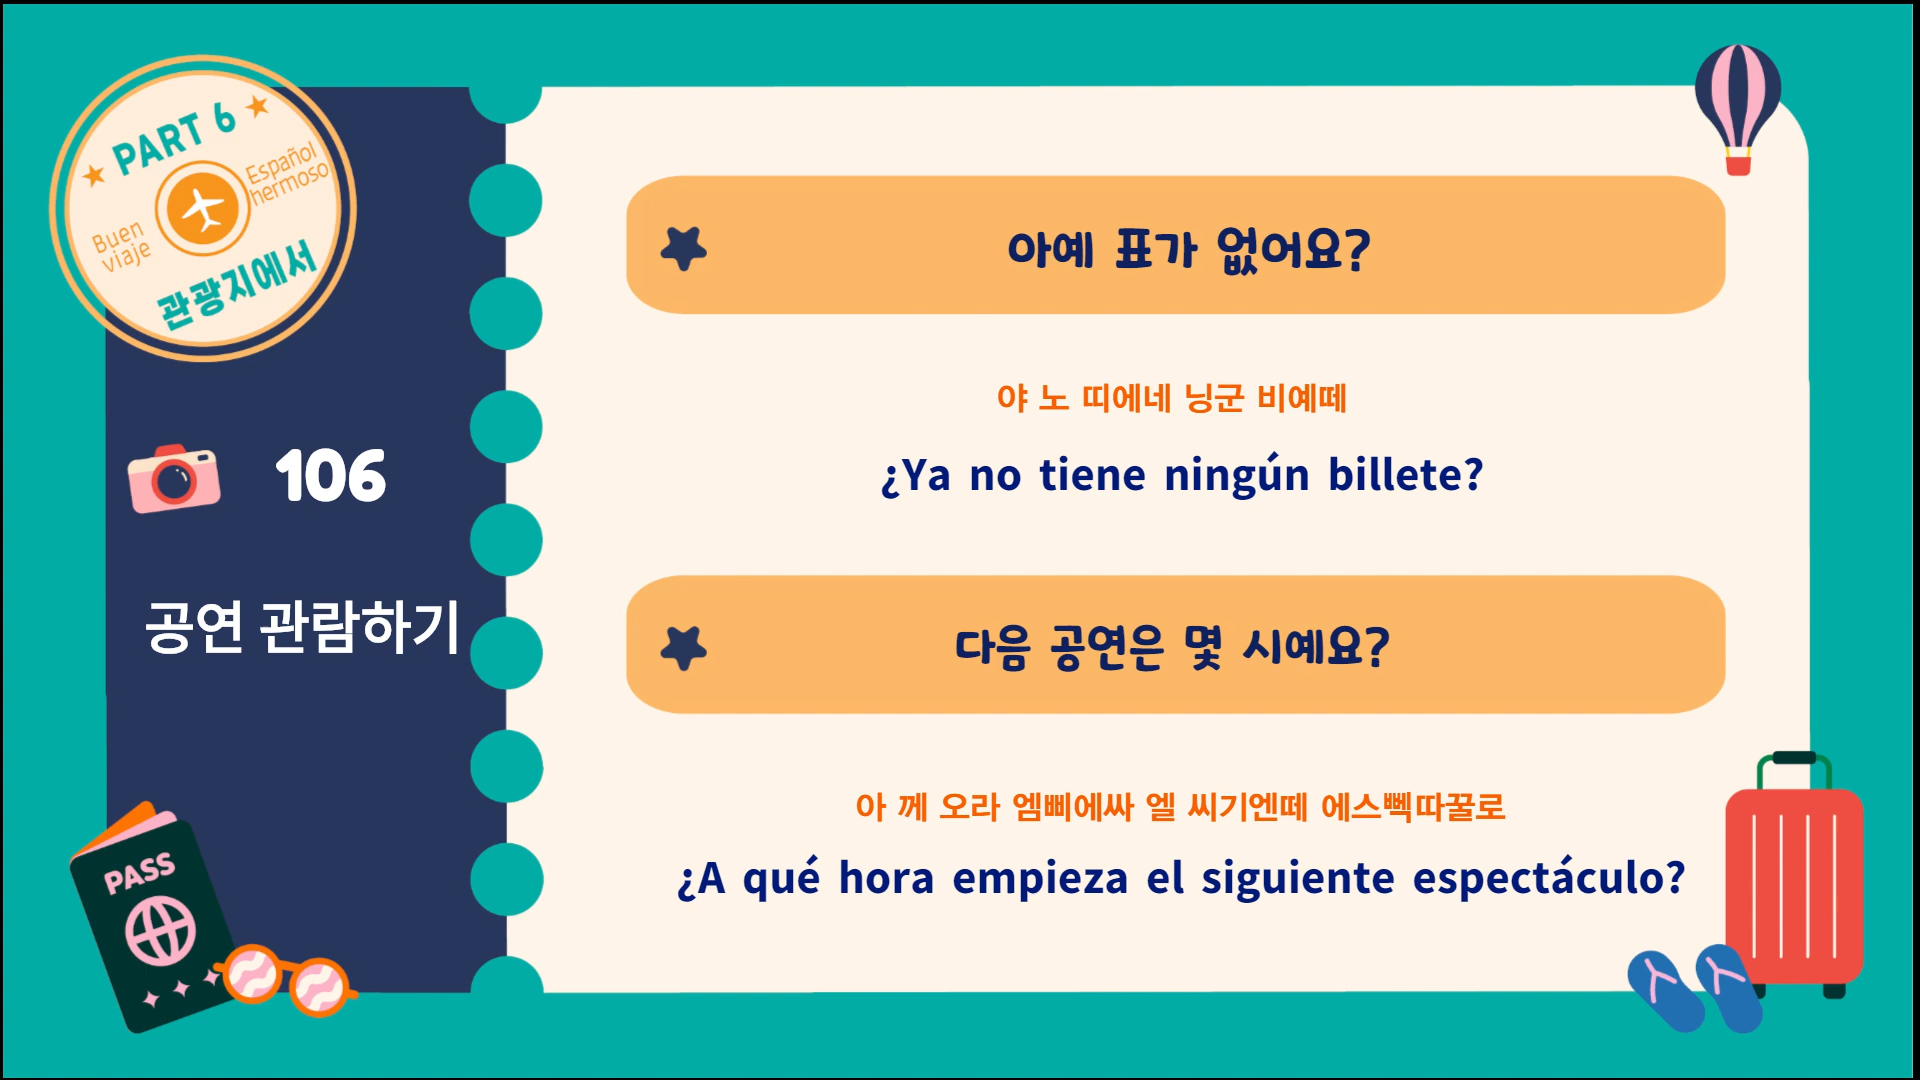 ★ PART 6 ★
Español
hermoso
Buen
viaje
관광지에서
106
공연 관람하기
PASS
아예 표가 없어요?
야 노 띠에네 닝군 비예떼
¿Ya no tiene ningún billete?
다음 공연은 몇 시예요?
아 께 오라 엠삐에싸 엘 씨기엔떼 에스뻭따꿀로
¿A qué hora empieza el siguiente espectáculo?